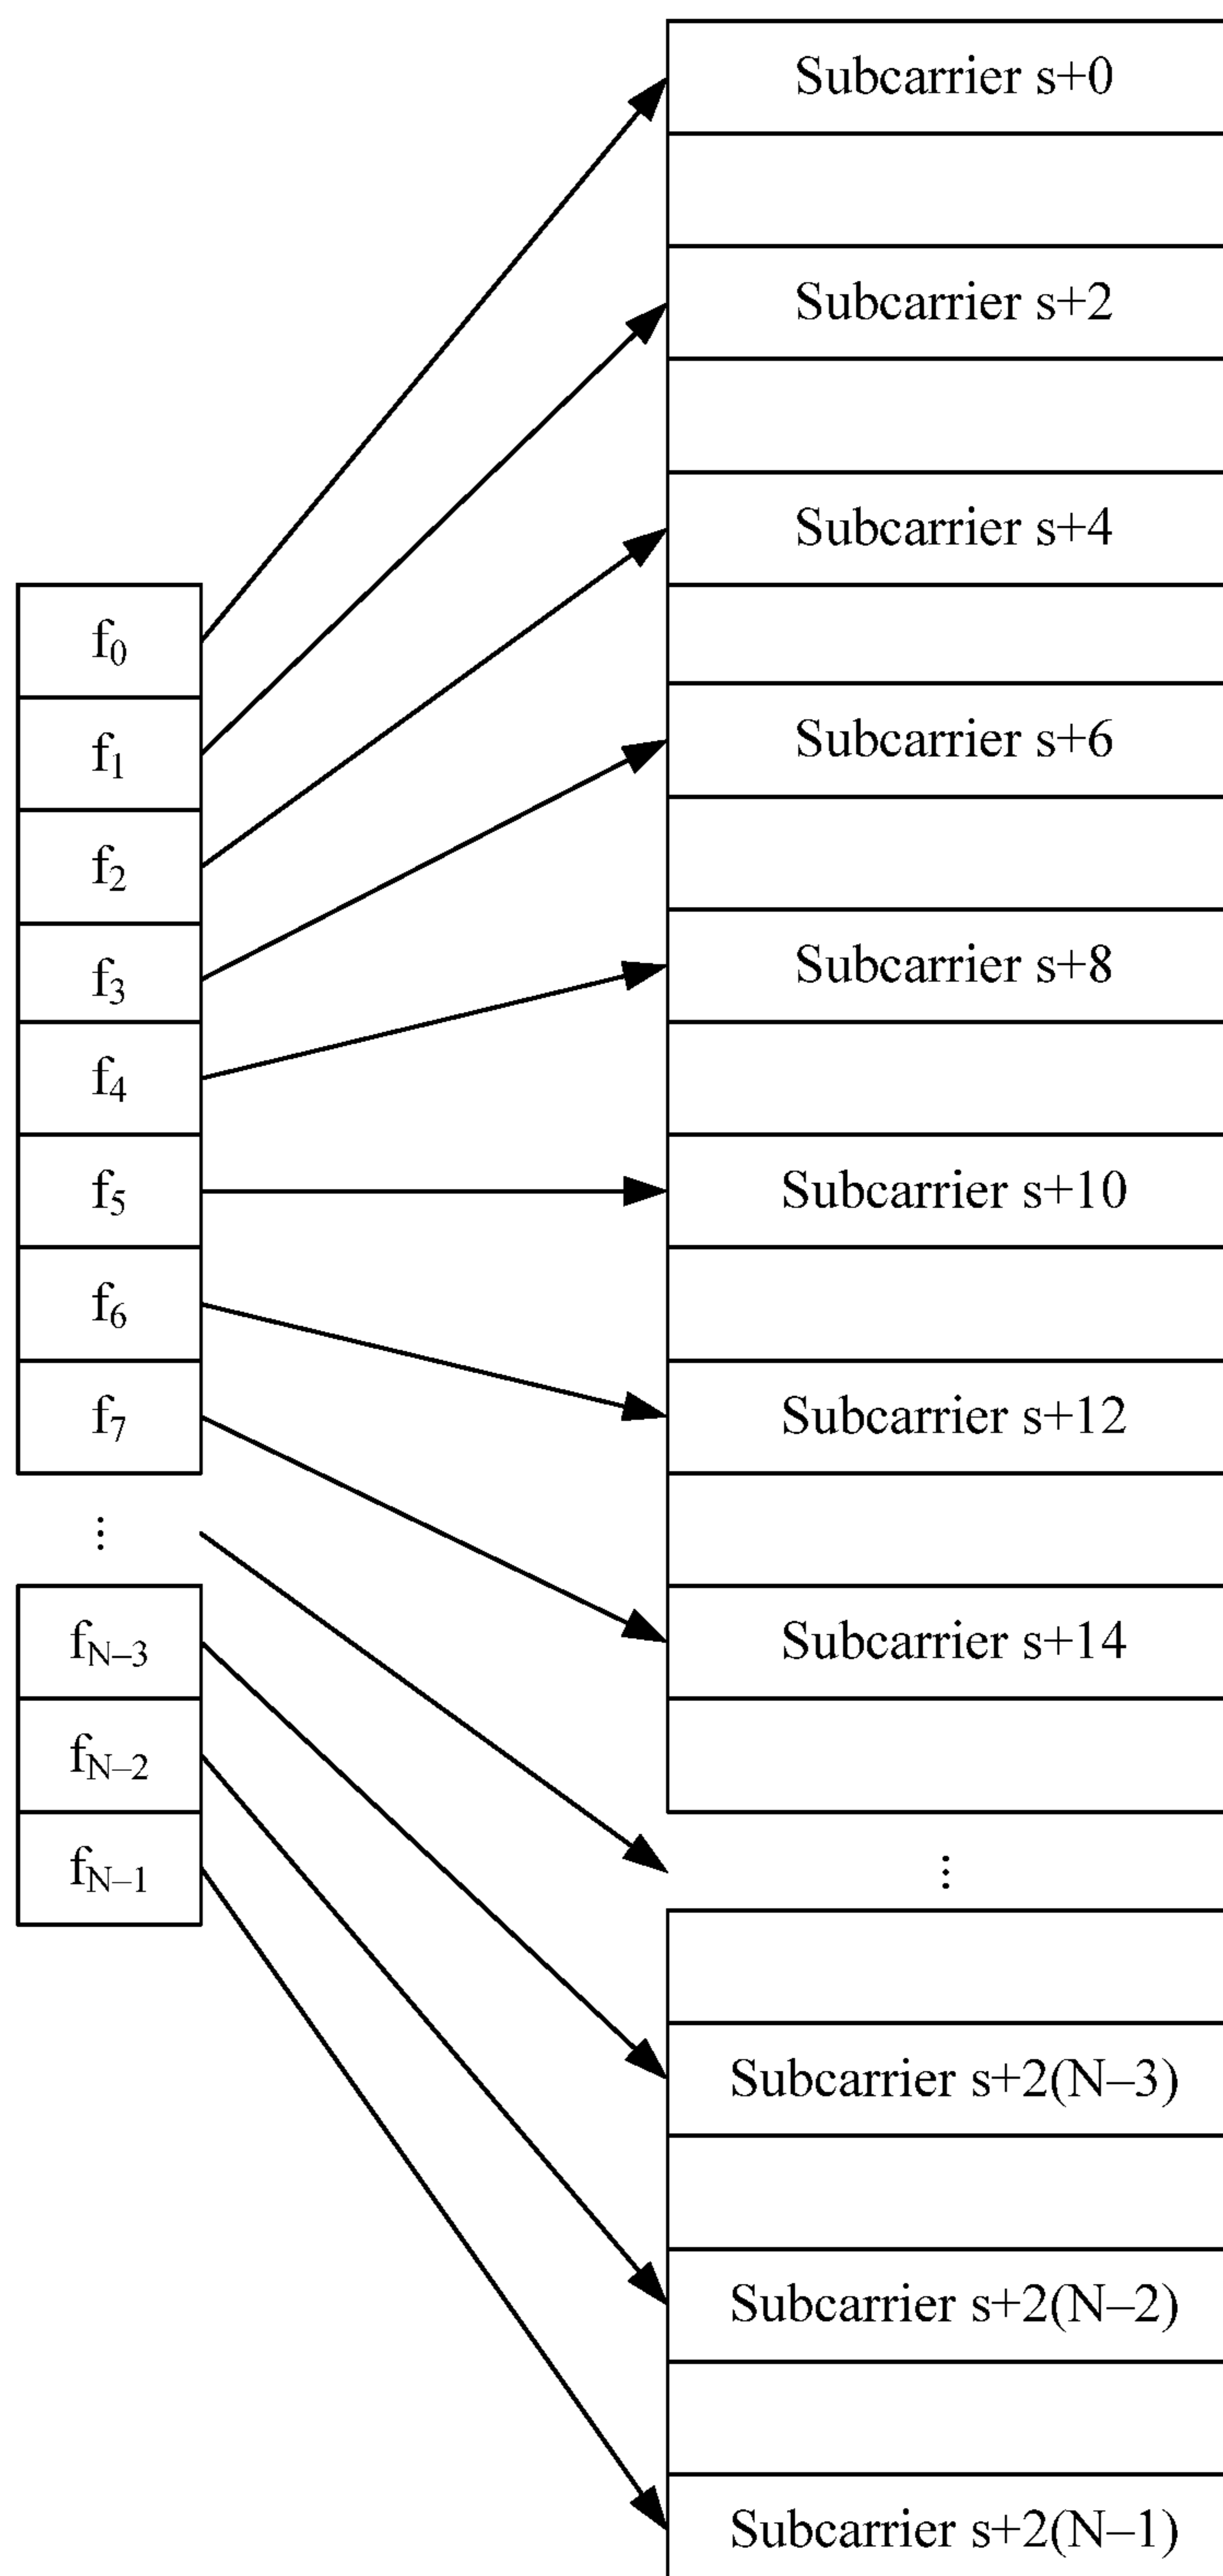 f0
f1
f2
f3
f4
f5
f6
f7
⋮
fN–3
fN–2
fN–1
Subcarrier s+0
Subcarrier s+2
Subcarrier s+4
Subcarrier s+6
Subcarrier s+8
Subcarrier s+10
Subcarrier s+12
Subcarrier s+14
⋮
Subcarrier s+2(N–3)
Subcarrier s+2(N–2)
Subcarrier s+2(N–1)